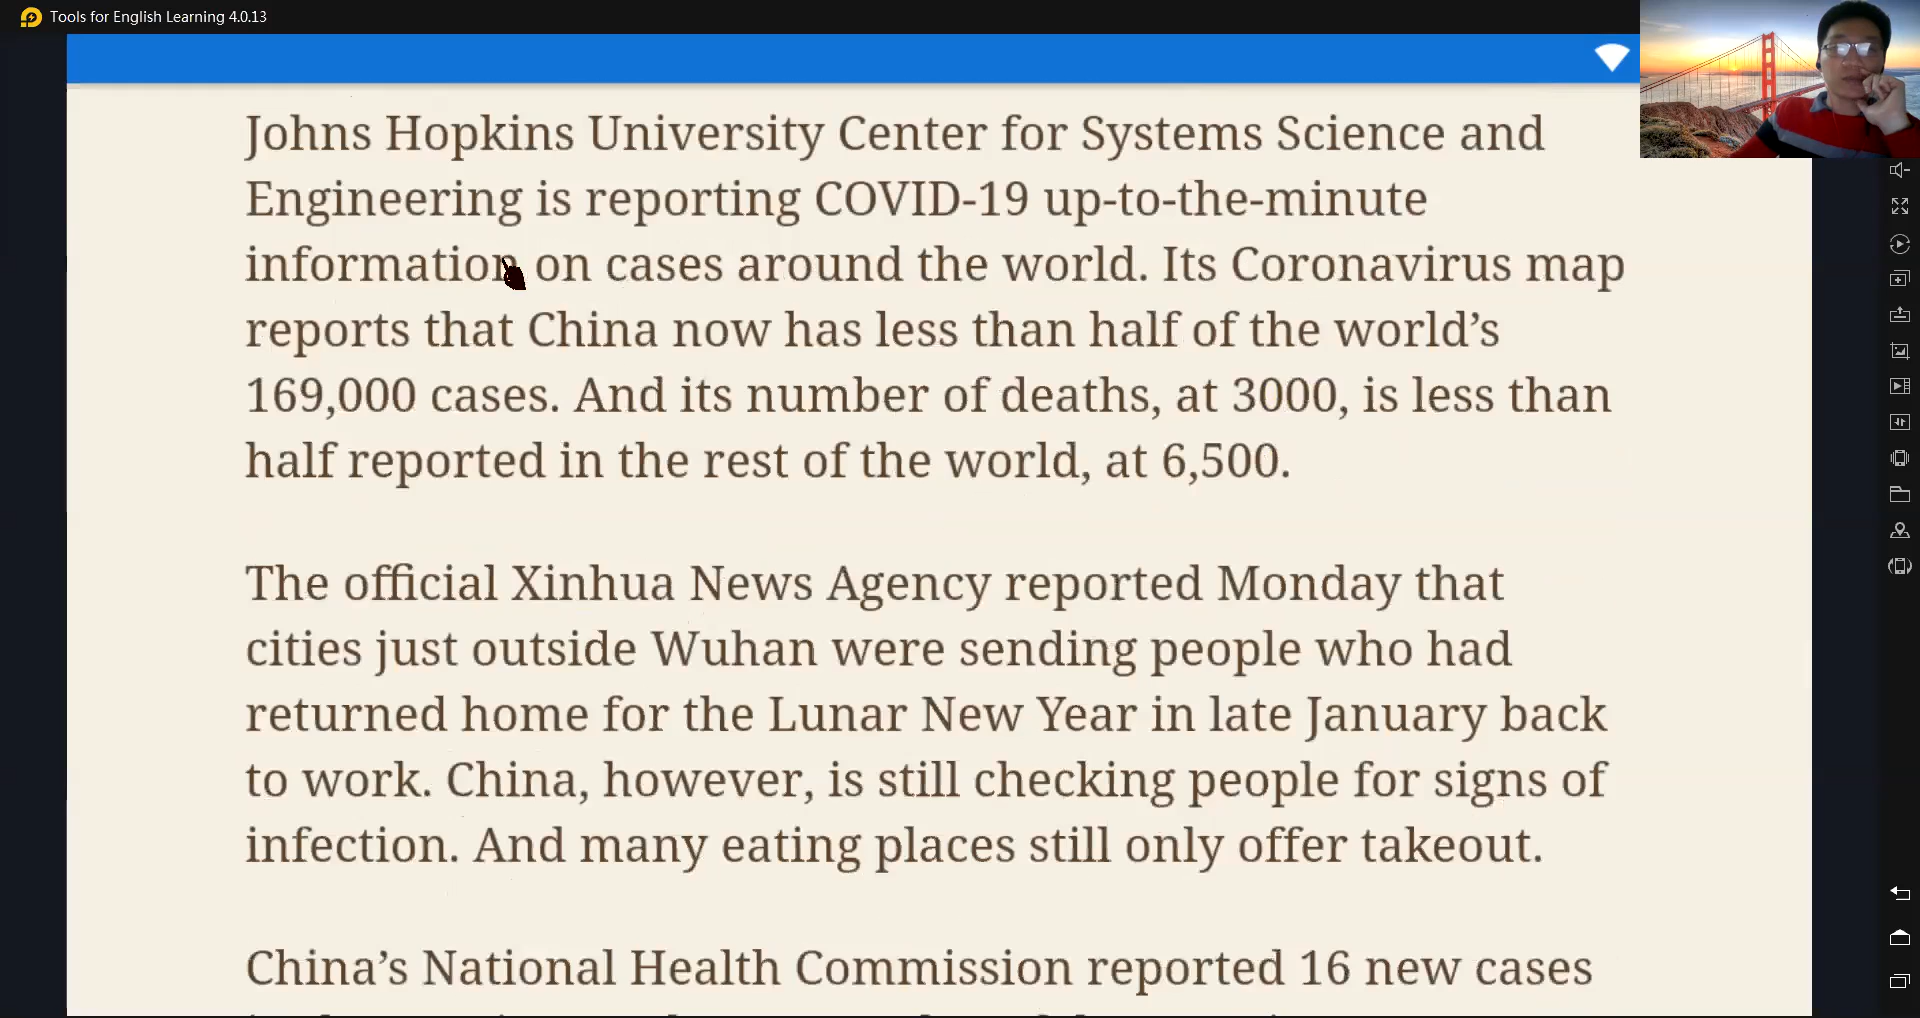 Tools for English Learning 4.0.13
Johns Hopkins University Center for Systems Science and
Engineering is reporting COVID-19 up-to-the-minute
information on cases around the world. Its Coronavirus map
reports that China now has less than half of the world’s
169,000 cases. And its number of deaths, at 3000, is less than
half reported in the rest of the world, at 6,500.
The official Xinhua News Agency reported Monday that
cities just outside Wuhan were sending people who had
returned home for the Lunar New Year in late January back
to work. China, however, is still checking people for signs of
infection. And many eating places still only offer takeout.
China’s National Health Commission reported 16 new cases